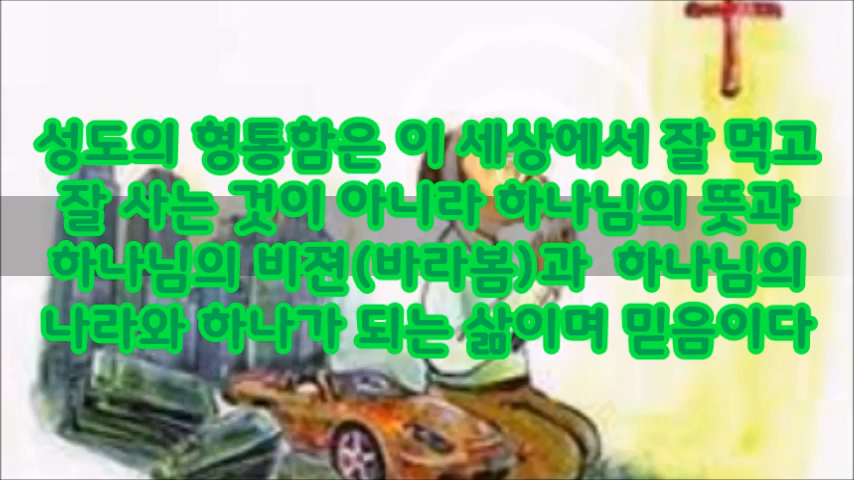 성도의 형통함은 이 세상에서 잘 먹고
잘 사는 것이 아니라 하나님의 뜻과
하나님의 비젼(바라봄)과 하나님의
나라와 하나가 되는 삶이며 믿음이다